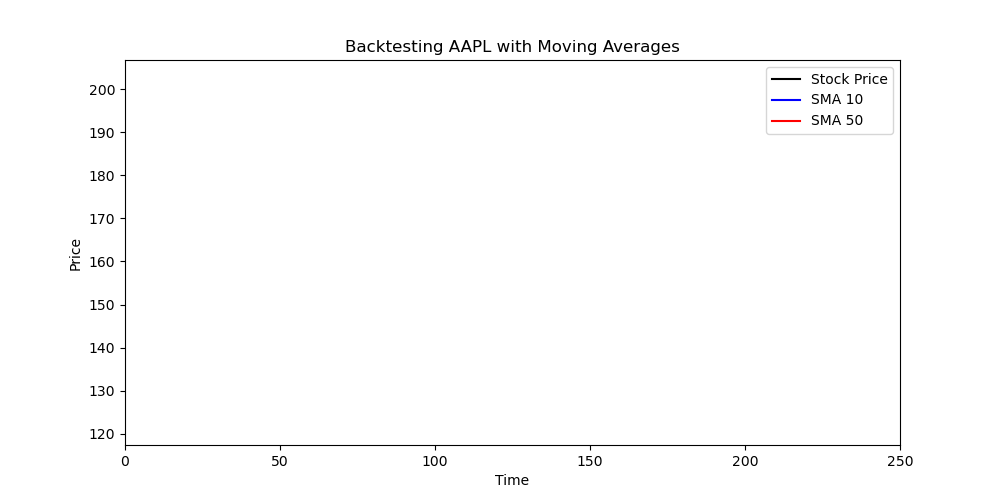 Backtesting AAPL with Moving Averages
Stock Price
SMA 10
SMA 50
200
190
180
170
160
150
140
130
120
Price
0 50 100 150 200 250
Time